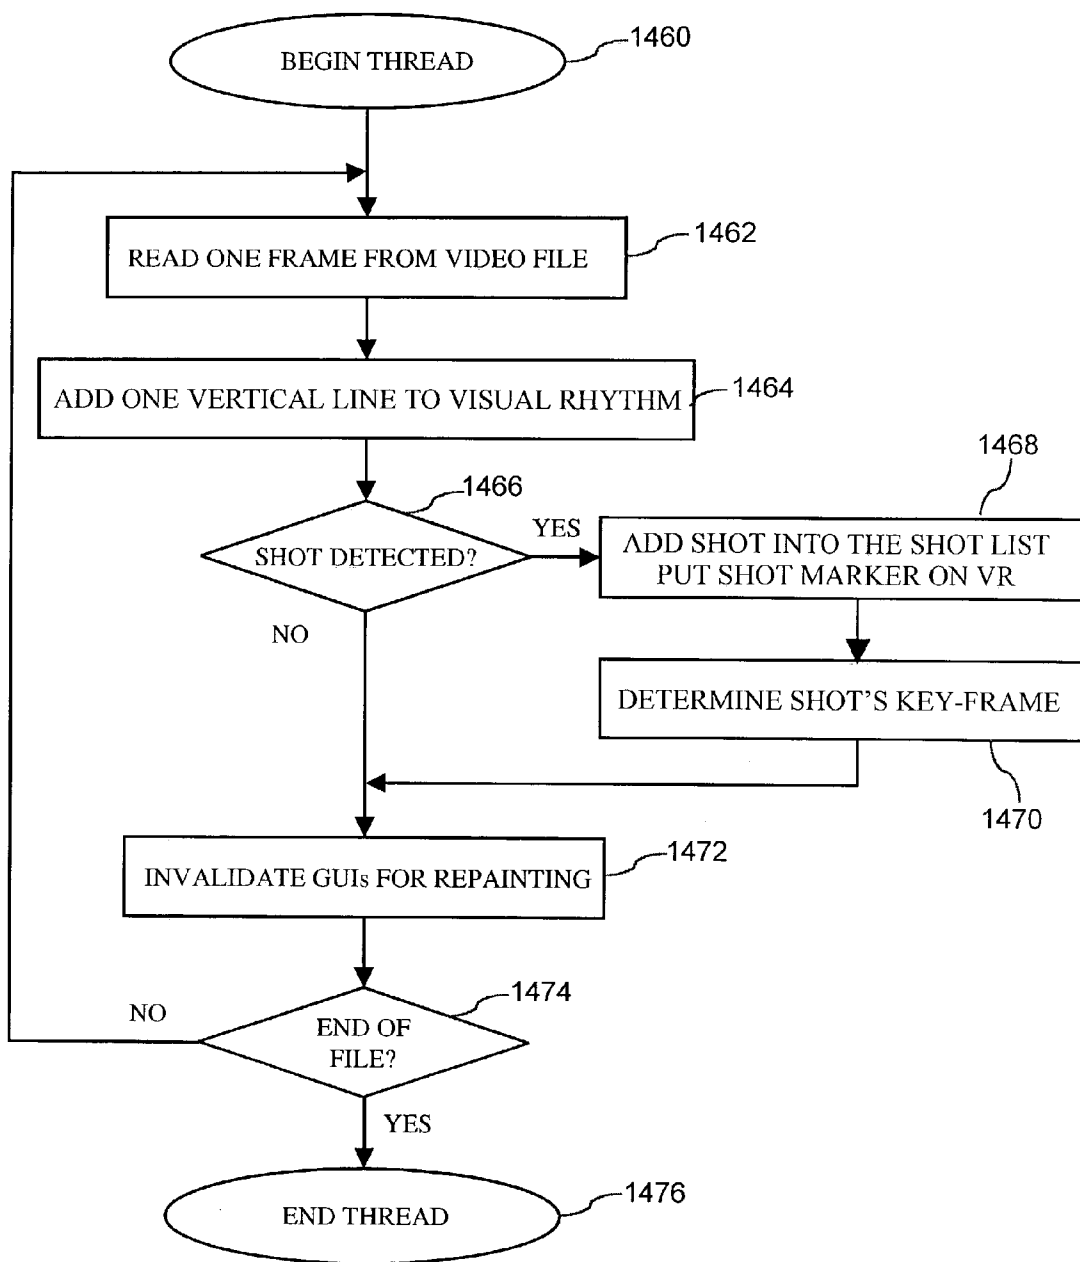 BEGIN THREAD
1460
READ ONE FRAME FROM VIDEO FILE
1462
ADD ONE VERTICAL LINE TO VISUAL RHYTHM
1464
SHOT DETECTED?
1466
YES
NO
ADD SHOT INTO THE SHOT LIST
PUT SHOT MARKER ON VR
1468
DETERMINE SHOT'S KEY-FRAME
1470
INVALIDATE GUIs FOR REPAINTING
1472
END OF
FILE?
1474
NO
YES
END THREAD
1476